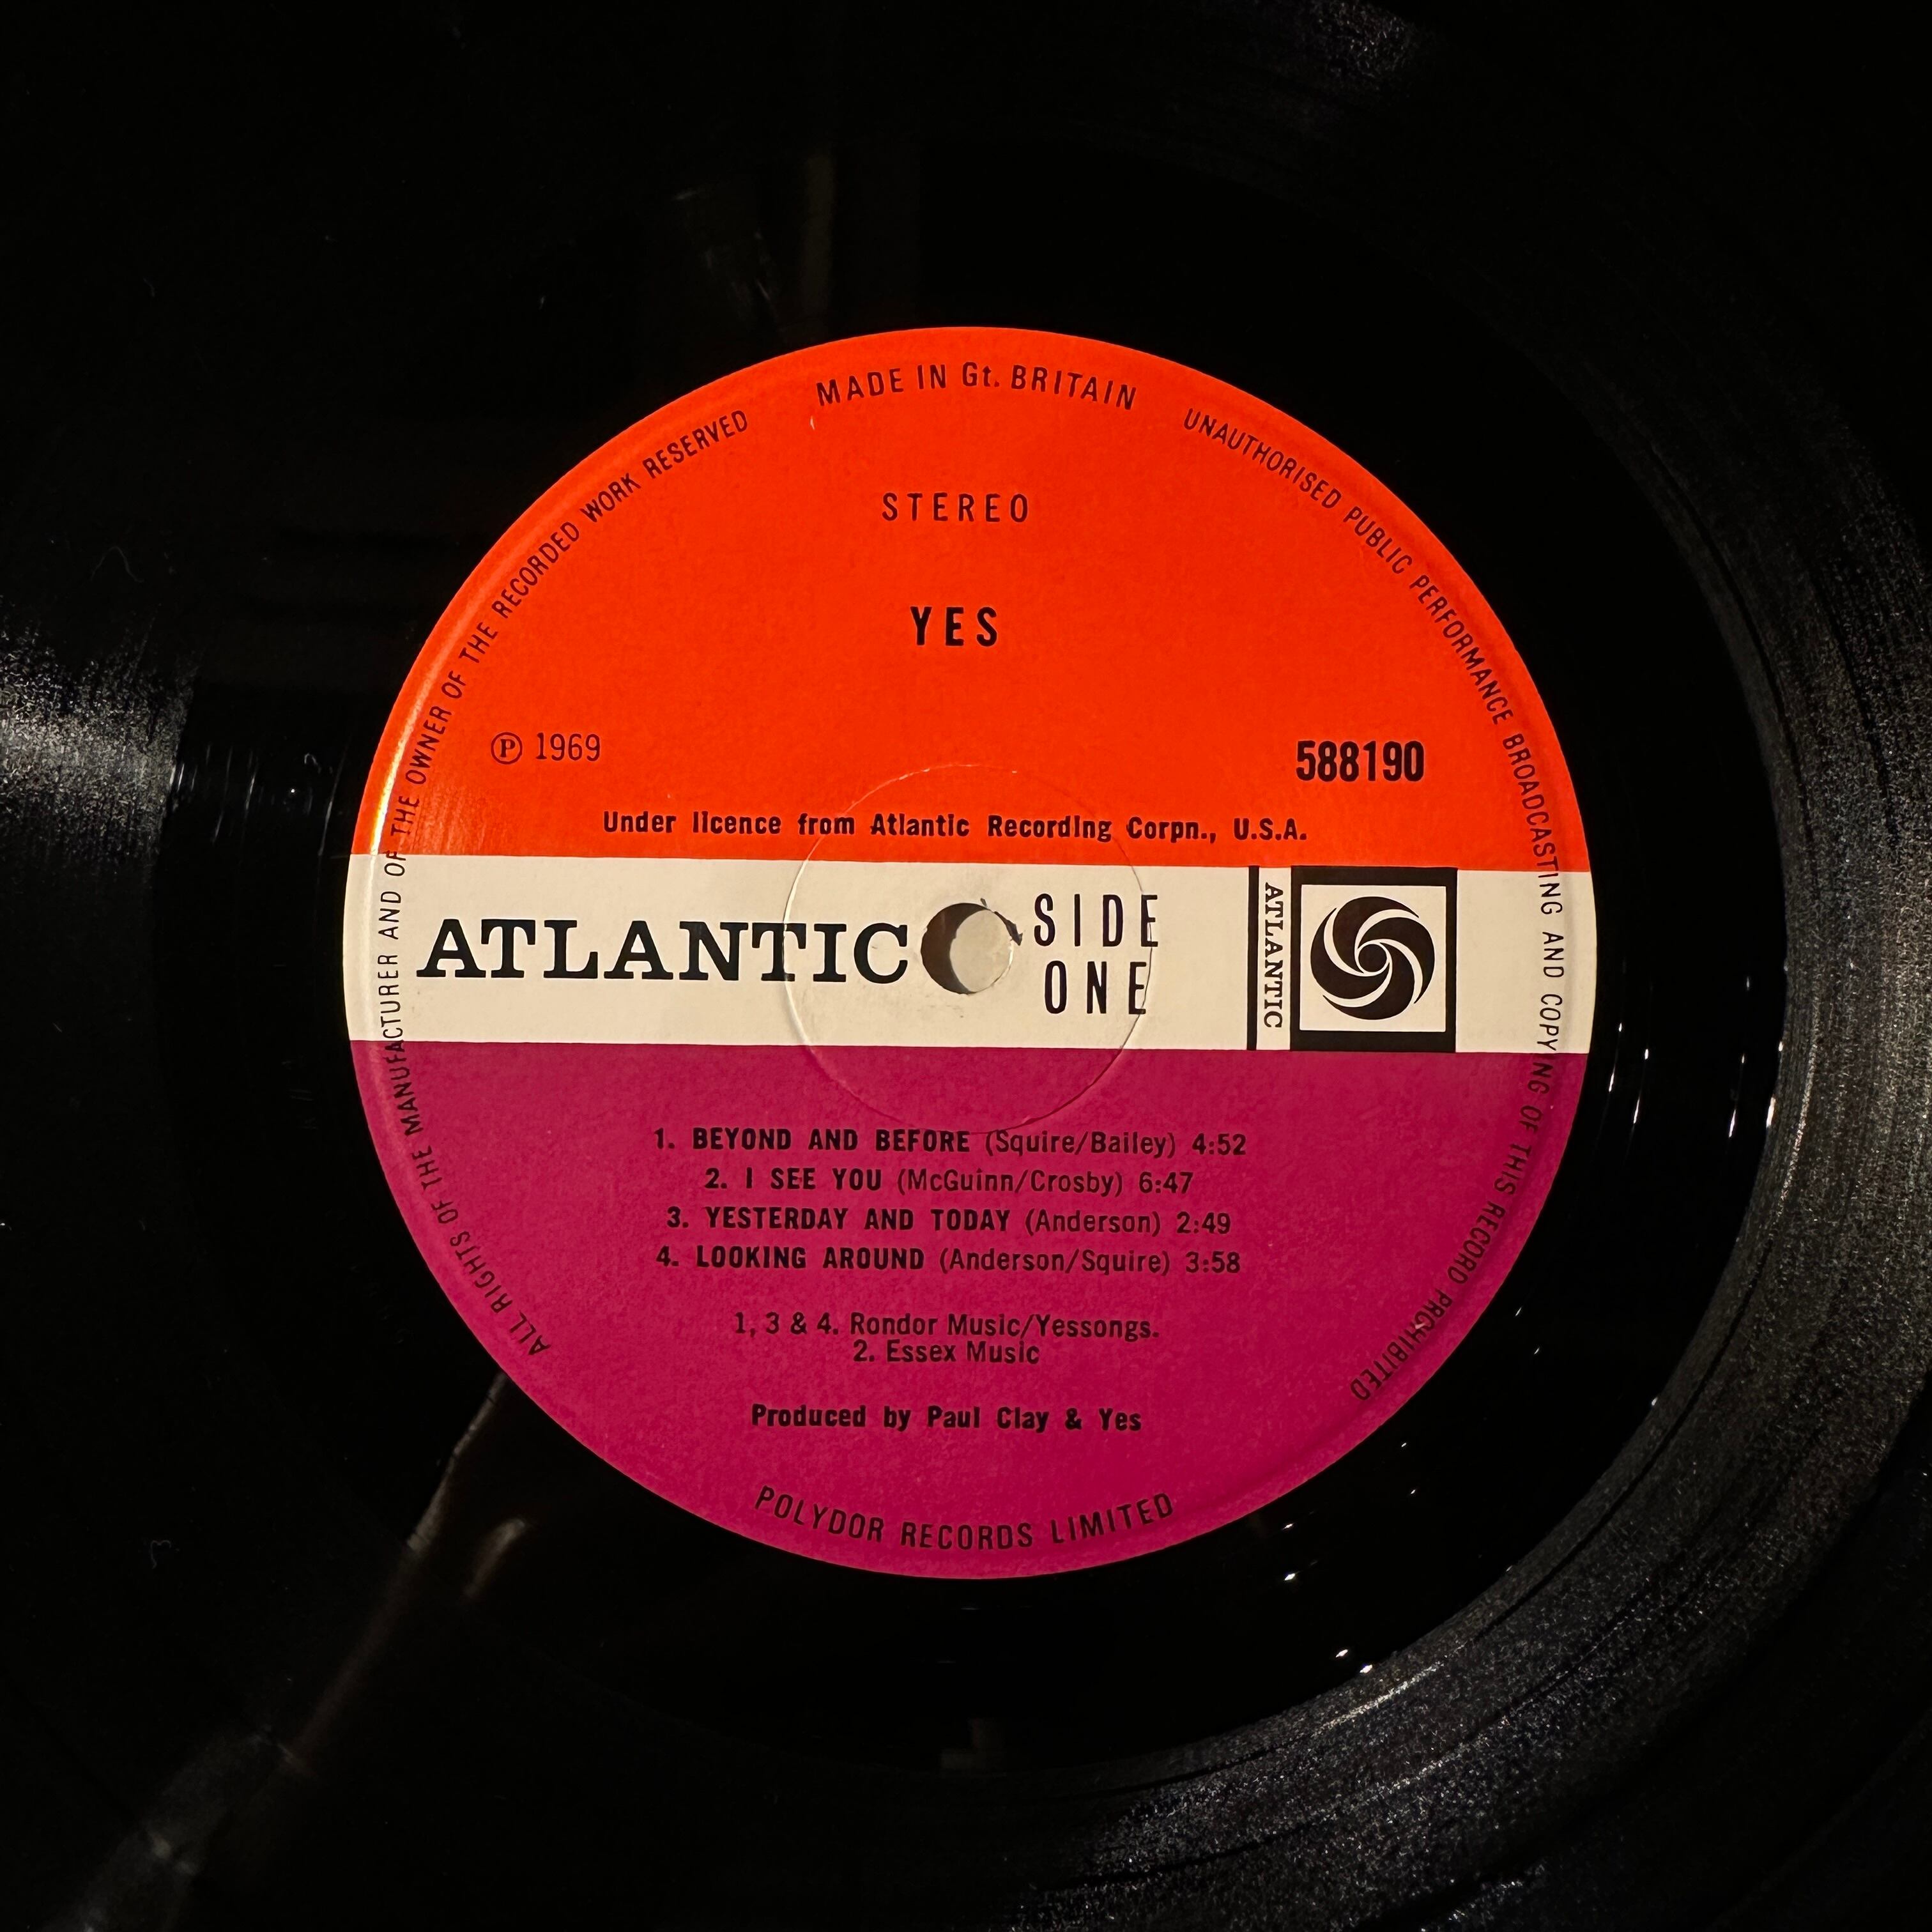 MADE IN Gt. BRITAIN
ALL RIGHTS OF THE MANUFACTURER AND OF THE OWNER OF THE RECORDED WORK RESERVED
UNAUTHORISED PUBLIC PERFORMANCE BROADCASTING AND COPYING OF THIS RECORD PROHIBITED
STEREO
YES
℗ 1969
588190
Under licence from Atlantic Recording Corpn., U.S.A.
ATLANTIC
SIDE
ONE
ATLANTIC
1. BEYOND AND BEFORE (Squire/Bailey) 4:52
2. I SEE YOU (McGuinn/Crosby) 6:47
3. YESTERDAY AND TODAY (Anderson) 2:49
4. LOOKING AROUND (Anderson/Squire) 3:58
1, 3 & 4. Rondor Music/Yessongs.
2. Essex Music
Produced by Paul Clay & Yes
POLYDOR RECORDS LIMITED